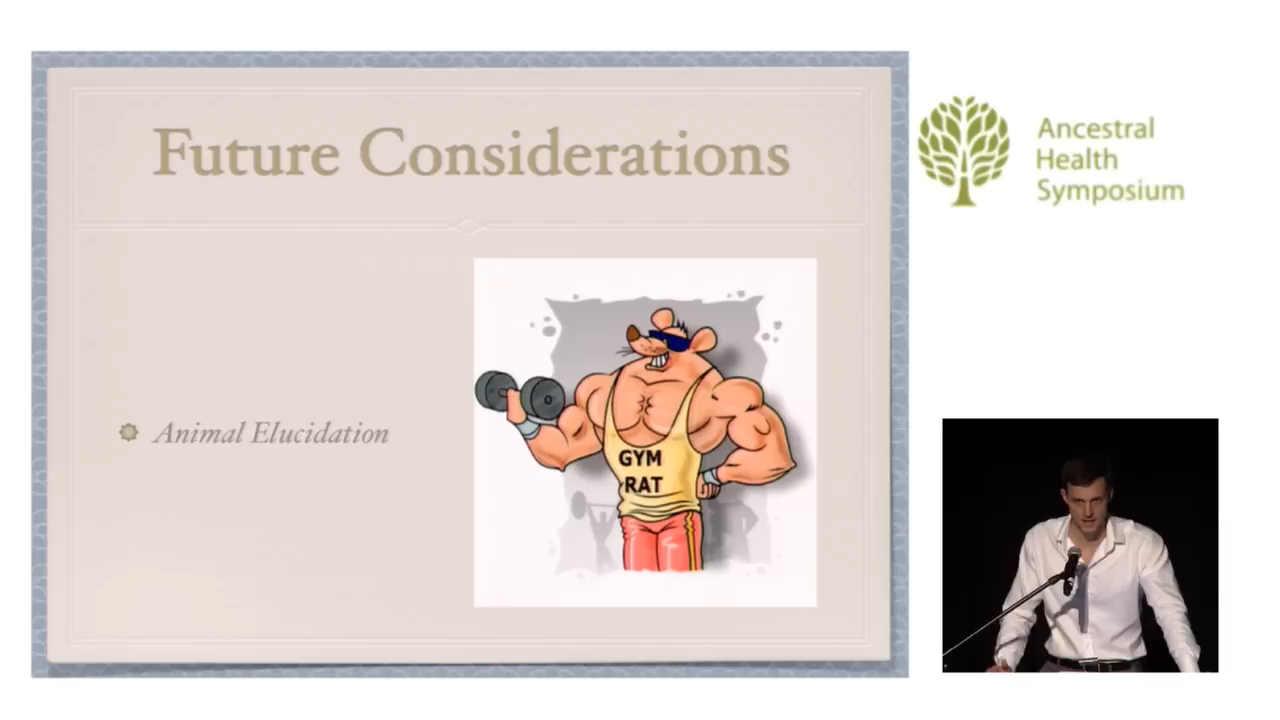 Future Considerations
Animal Elucidation
GYM
RAT
Ancestral
Health
Symposium